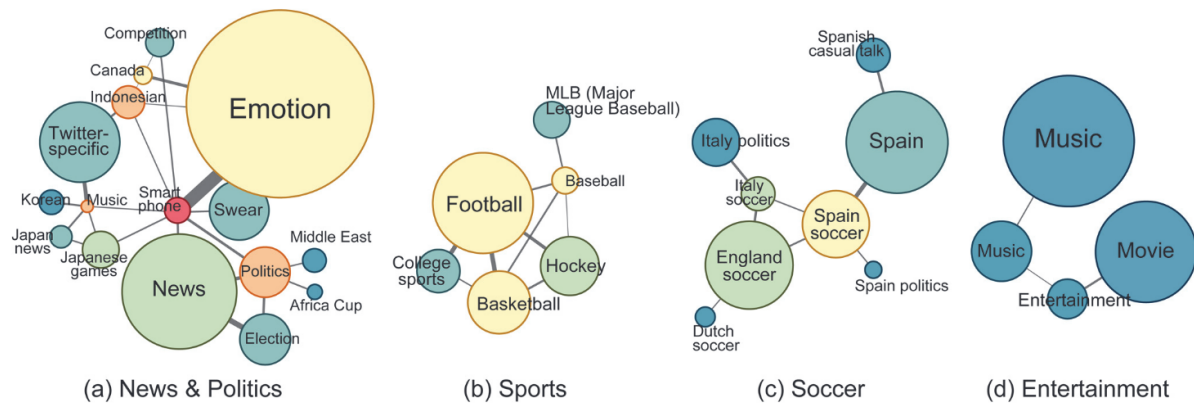 Competition
Canada
Indonesian
Emotion
Twitter-
specific
Korean
Music
Smart
phone
Swear
Japan
news
Japanese
games
News
Politics
Middle East
Africa Cup
Election
(a) News & Politics
MLB (Major
League Baseball)
Baseball
Football
College
sports
Hockey
Basketball
(b) Sports
Spanish
casual talk
Italy politics
Spain
Italy
soccer
Spain
soccer
England
soccer
Spain politics
Dutch
soccer
(c) Soccer
Music
Music
Movie
Entertainment
(d) Entertainment